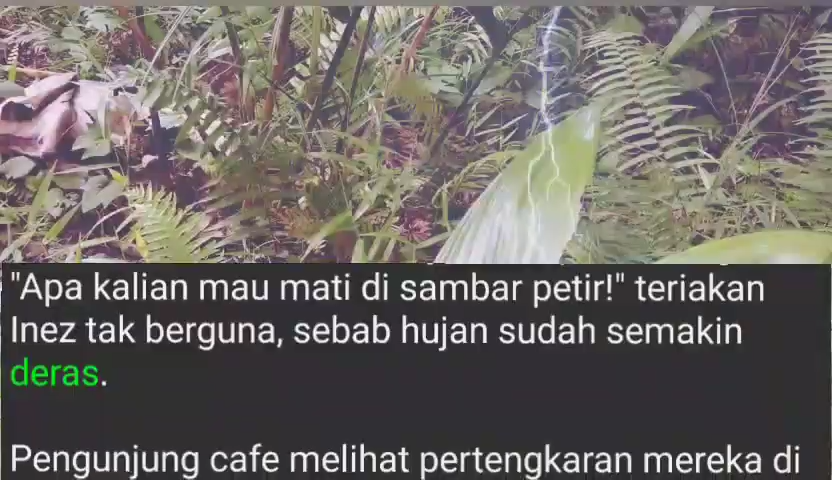 "Apa kalian mau mati di sambar petir!" teriakan
Inez tak berguna, sebab hujan sudah semakin
deras.
Pengunjung cafe melihat pertengkaran mereka di